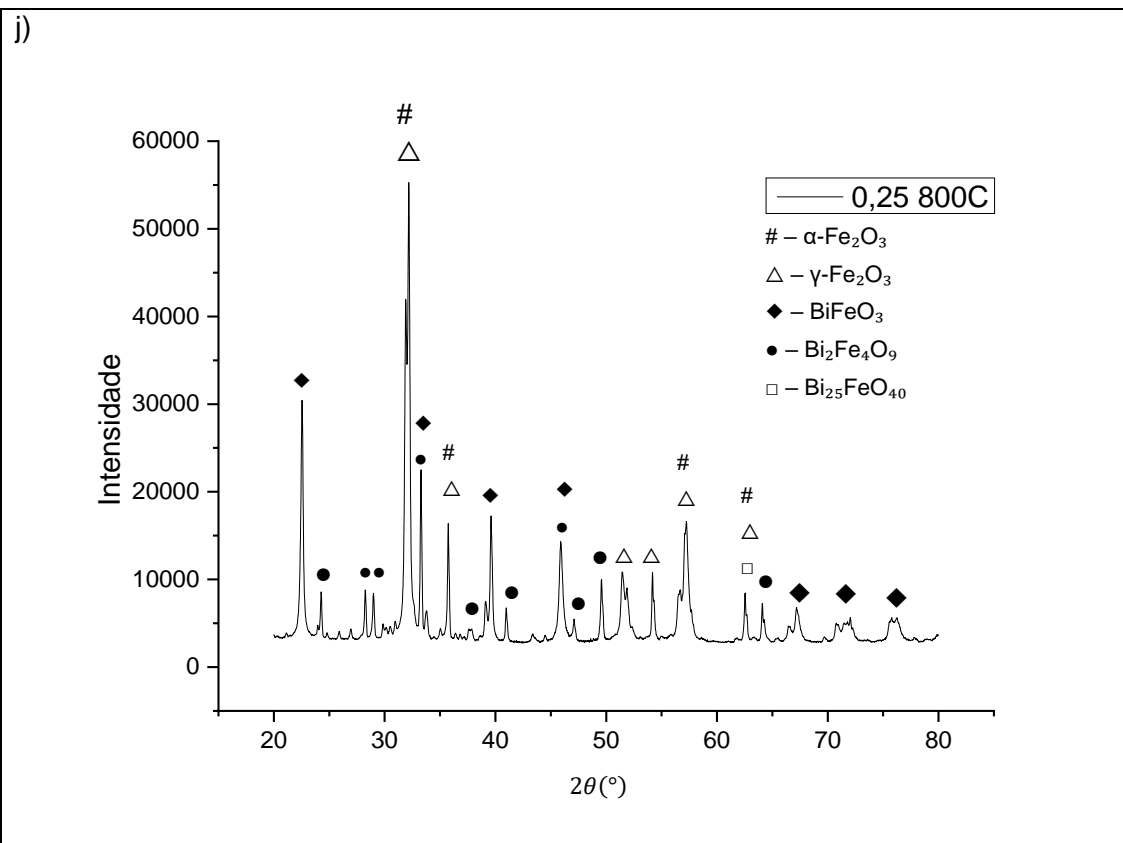 j)
#
△
60000
50000
40000
30000
20000
10000
0
Intensidade
0,25 800C
# – α-Fe₂O₃
△ – γ-Fe₂O₃
◆ – BiFeO₃
● – Bi₂Fe₄O₉
□ – Bi₂₅FeO₄₀
#
#
#
20 30 40 50 60 70 80
2θ(°)